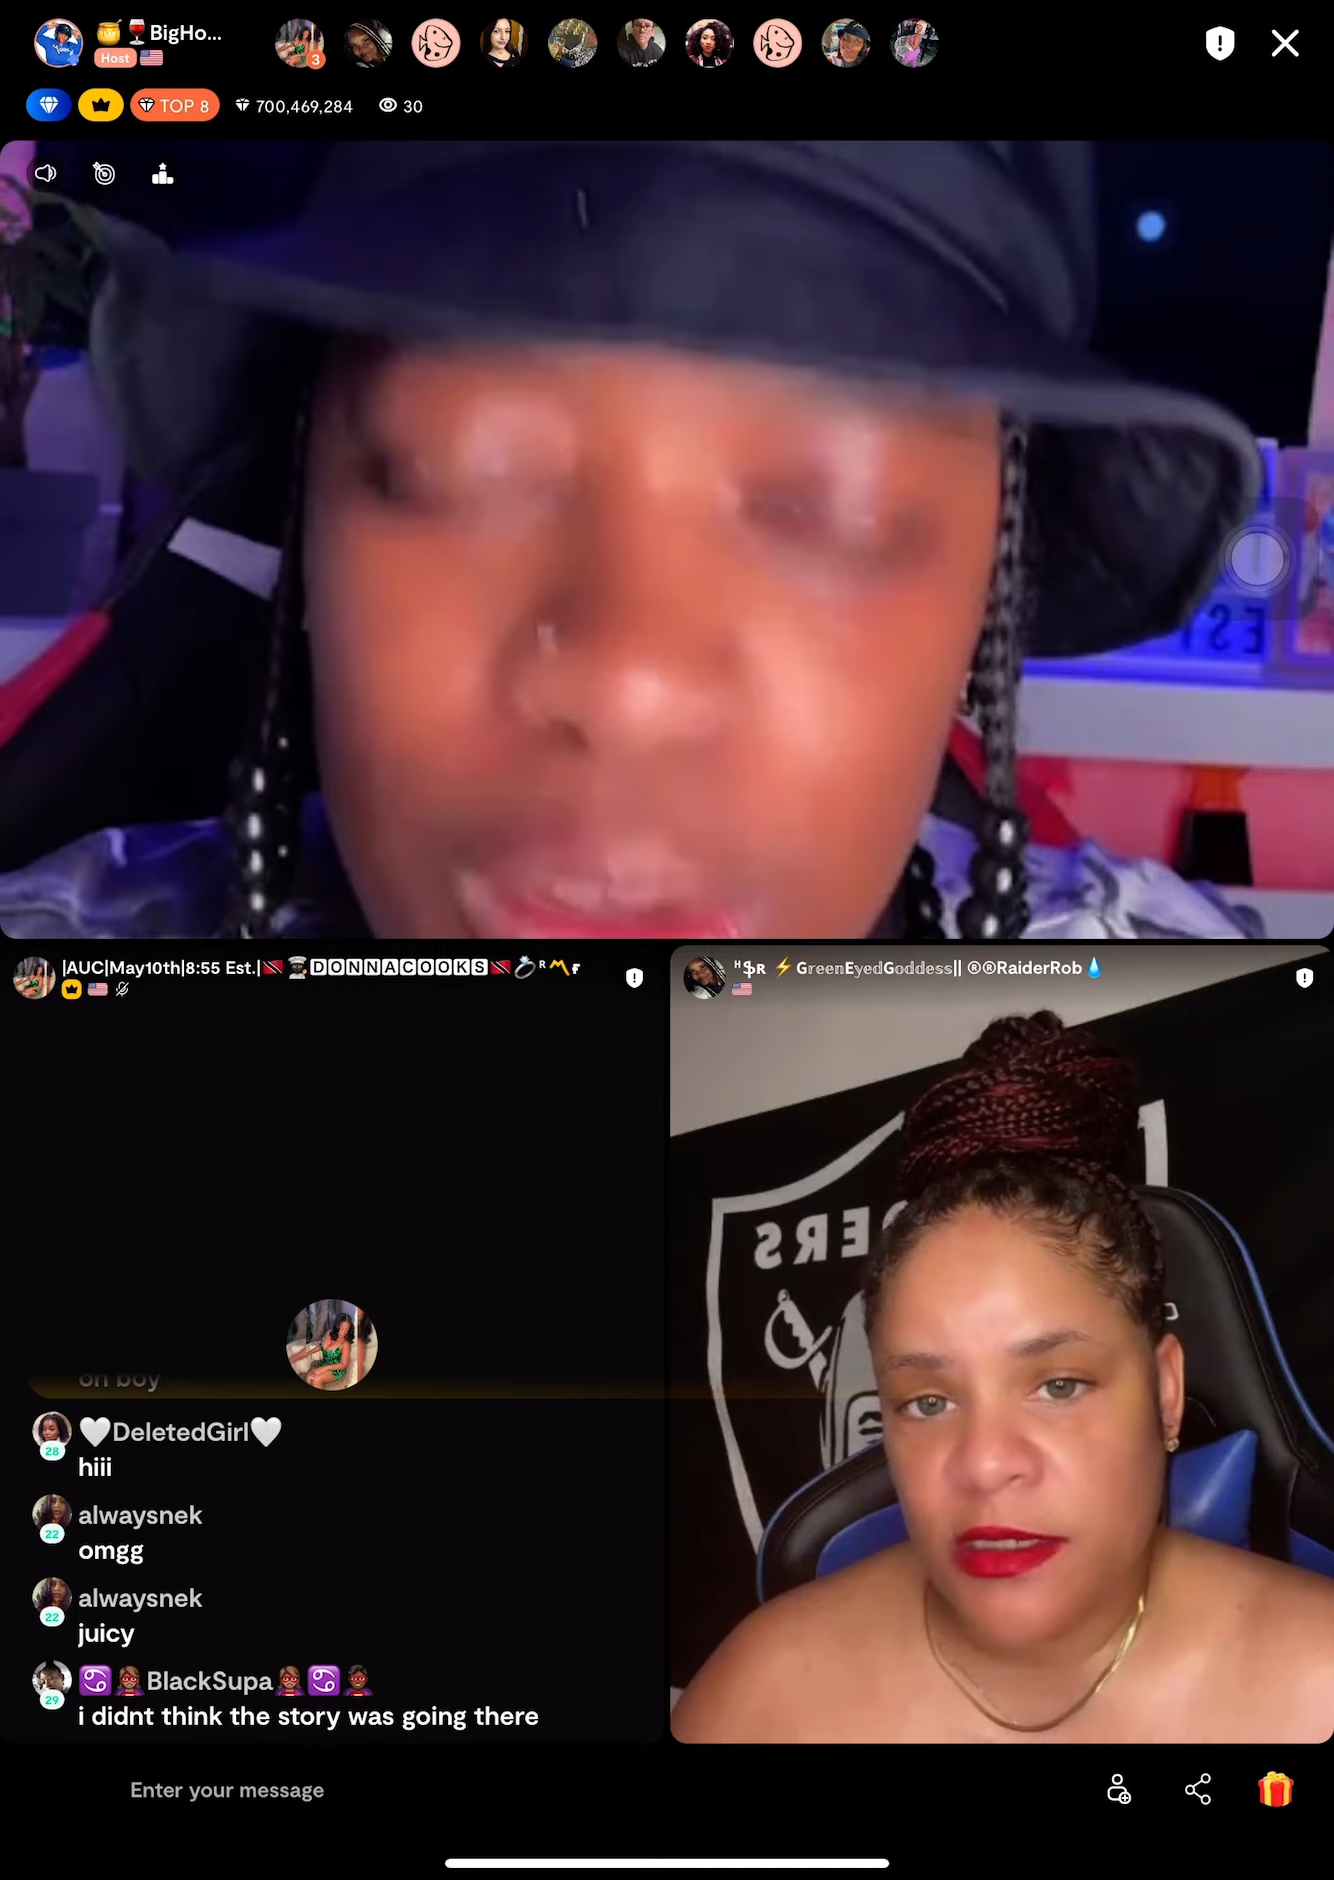 🍯🍷BigHo...
Host
3
TOP 8
700,469,284
30
|AUC|May10th|8:55 Est.|🇹🇹👩🏿‍🍳🄳🄾🄽🄽🄰🄲🄾🄾🄺🅂🇹🇹💍ᴿ〽️
ᴴ$ʀ ⚡G𝕣𝕖𝕖𝕟E𝕪𝕖𝕕G𝕠𝕕𝕕𝕖𝕤𝕤|| ®®RaiderRob💧
ERS
oh boy
🤍DeletedGirl🤍
28
hiii
alwaysnek
22
omgg
alwaysnek
22
juicy
♋🦸🏽‍♀️BlackSupa🦸🏽‍♀️♋🦸🏿‍♀️
29
i didnt think the story was going there
Enter your message